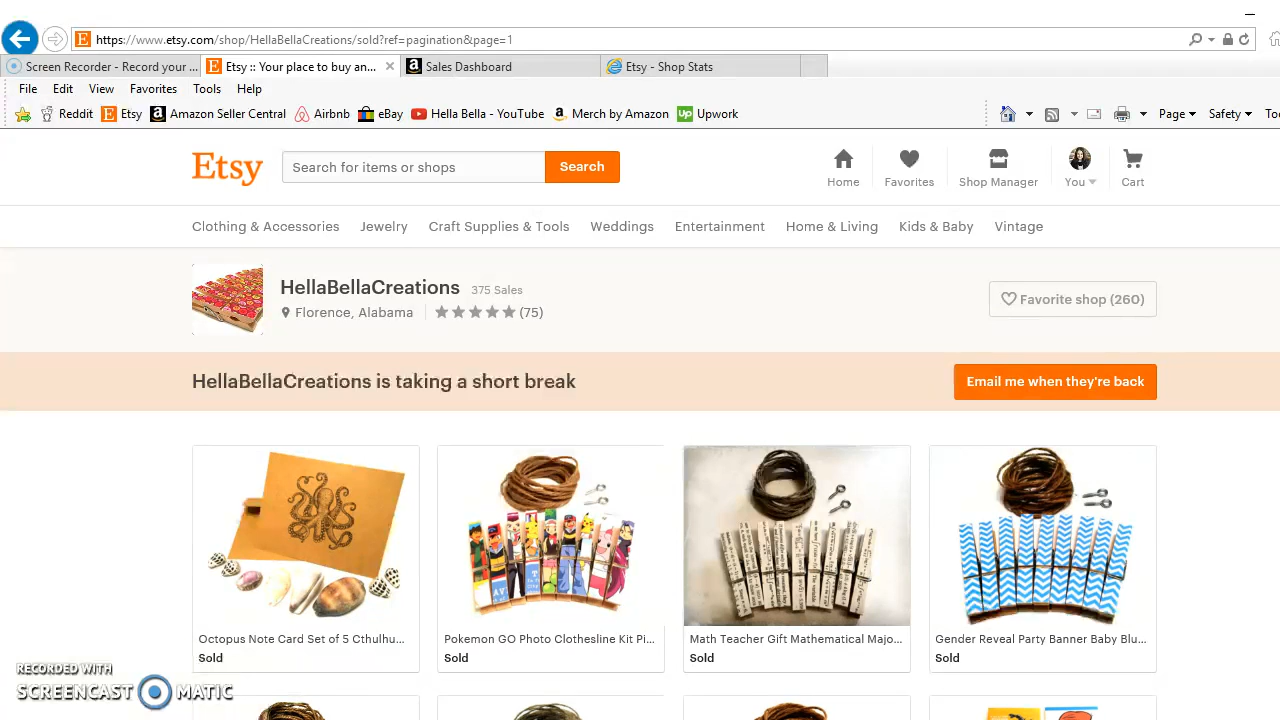 https://www.etsy.com/shop/HellaBellaCreations/sold?ref=pagination&page=1
Screen Recorder - Record your ...
Etsy :: Your place to buy an...
Sales Dashboard
Etsy - Shop Stats
File Edit View Favorites Tools Help
Reddit Etsy Amazon Seller Central Airbnb eBay Hella Bella - YouTube Merch by Amazon Up Upwork Page Safety Too
Etsy Search for items or shops Search
Home Favorites Shop Manager You Cart
Clothing & Accessories Jewelry Craft Supplies & Tools Weddings Entertainment Home & Living Kids & Baby Vintage
HellaBellaCreations 375 Sales
Florence, Alabama (75)
Favorite shop (260)
HellaBellaCreations is taking a short break
Email me when they're back
Octopus Note Card Set of 5 Cthulhu...
Sold
Pokemon GO Photo Clothesline Kit Pi...
Sold
Math Teacher Gift Mathematical Majo...
Sold
Gender Reveal Party Banner Baby Blu...
Sold
RECORDED WITH
SCREENCAST MATIC